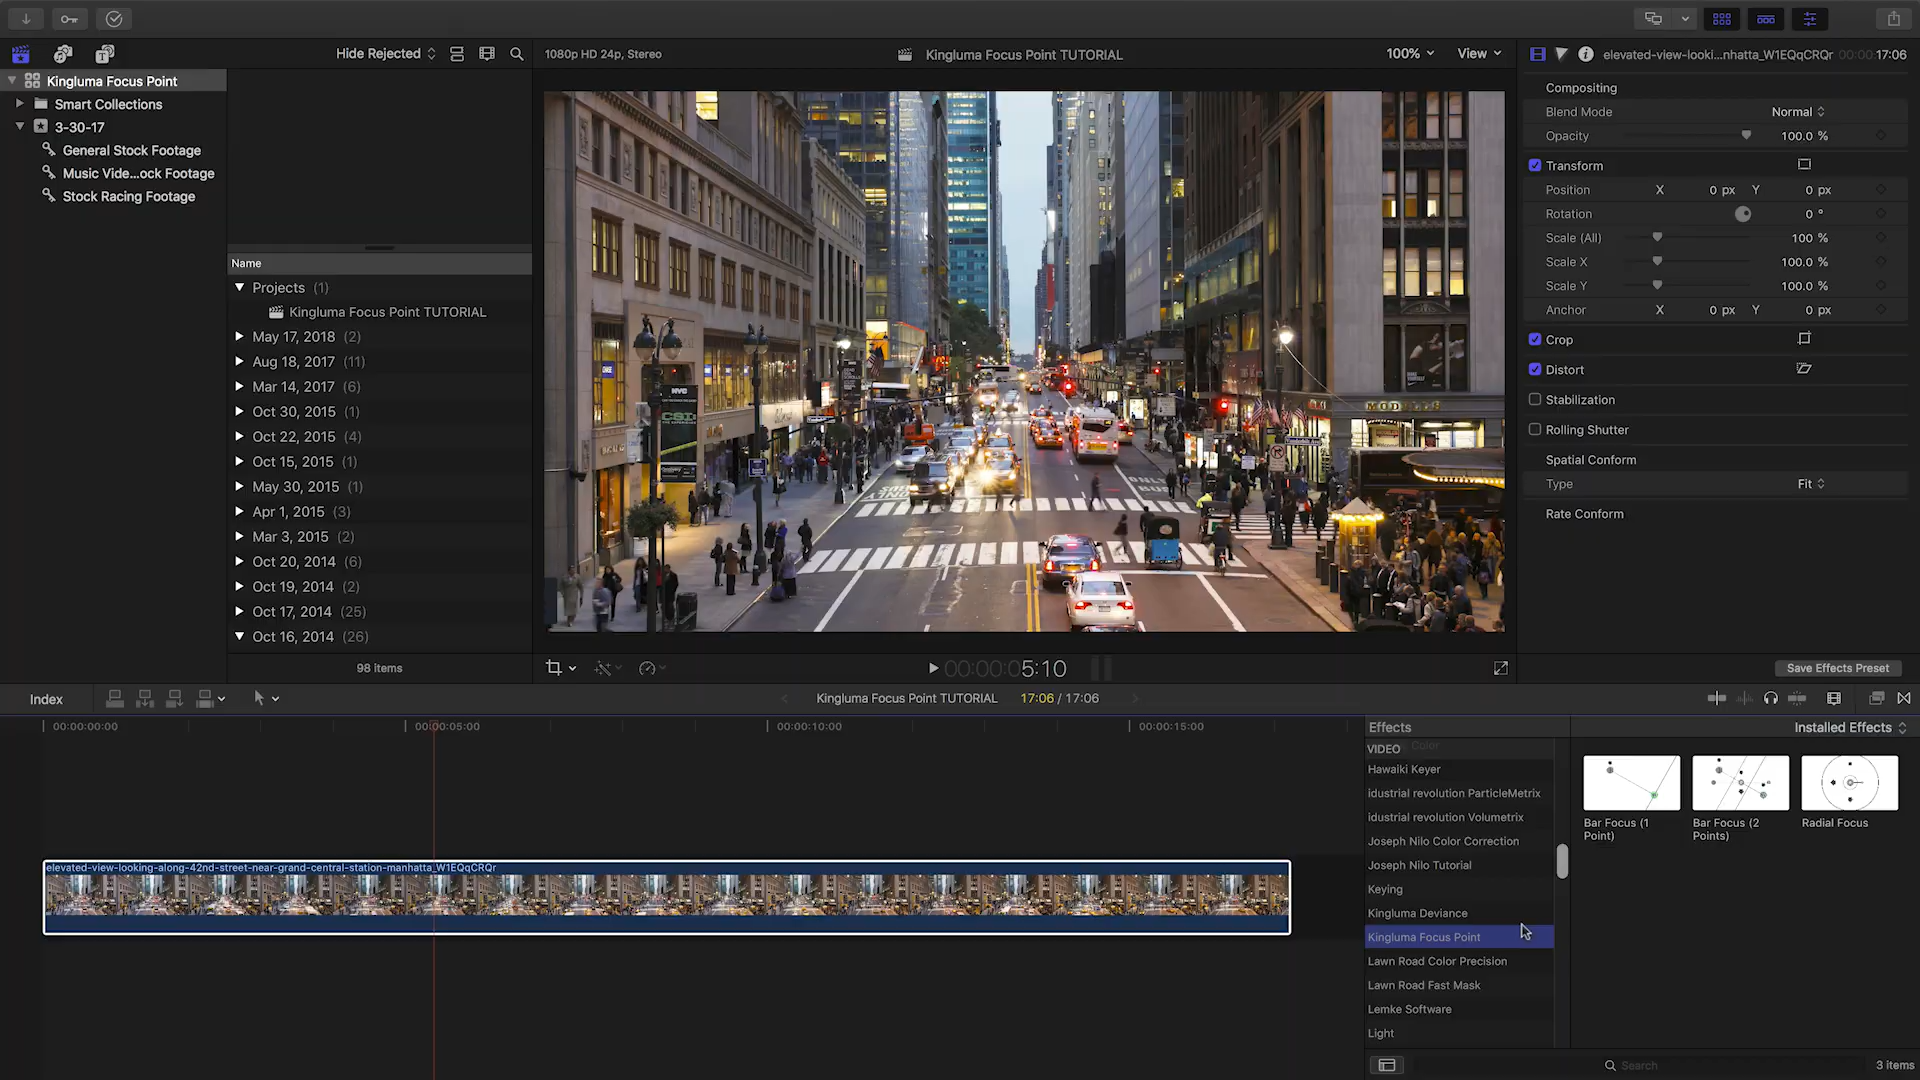 Hide Rejected
1080p HD 24p, Stereo
Kingluma Focus Point TUTORIAL
100%
View
elevated-view-looki...nhatta_W1EQqCRQr
00:00:17:06
Kingluma Focus Point
Smart Collections
3-30-17
General Stock Footage
Music Vide...ock Footage
Stock Racing Footage
Name
Projects (1)
Kingluma Focus Point TUTORIAL
May 17, 2018 (2)
Aug 18, 2017 (11)
Mar 14, 2017 (6)
Oct 30, 2015 (1)
Oct 22, 2015 (4)
Oct 15, 2015 (1)
May 30, 2015 (1)
Apr 1, 2015 (3)
Mar 3, 2015 (2)
Oct 20, 2014 (6)
Oct 19, 2014 (2)
Oct 17, 2014 (25)
Oct 16, 2014 (26)
98 items
NYC
CSI
MODELL'S
ONLY
BUS
Compositing
Blend Mode Normal
Opacity 100.0 %
Transform
Position X 0 px Y 0 px
Rotation 0 °
Scale (All) 100 %
Scale X 100.0 %
Scale Y 100.0 %
Anchor X 0 px Y 0 px
Crop
Distort
Stabilization
Rolling Shutter
Spatial Conform
Type Fit
Rate Conform
00:00:05:10
Save Effects Preset
Index
Kingluma Focus Point TUTORIAL
17:06 / 17:06
00:00:00:00
00:00:05:00
00:00:10:00
00:00:15:00
elevated-view-looking-along-42nd-street-near-grand-central-station-manhatta_W1EQqCRQr
Effects
Installed Effects
VIDEO
Color
Hawaiki Keyer
idustrial revolution ParticleMetrix
idustrial revolution Volumetrix
Joseph Nilo Color Correction
Joseph Nilo Tutorial
Keying
Kingluma Deviance
Kingluma Focus Point
Lawn Road Color Precision
Lawn Road Fast Mask
Lemke Software
Light
Bar Focus (1
Point)
Bar Focus (2
Points)
Radial Focus
Search
3 items